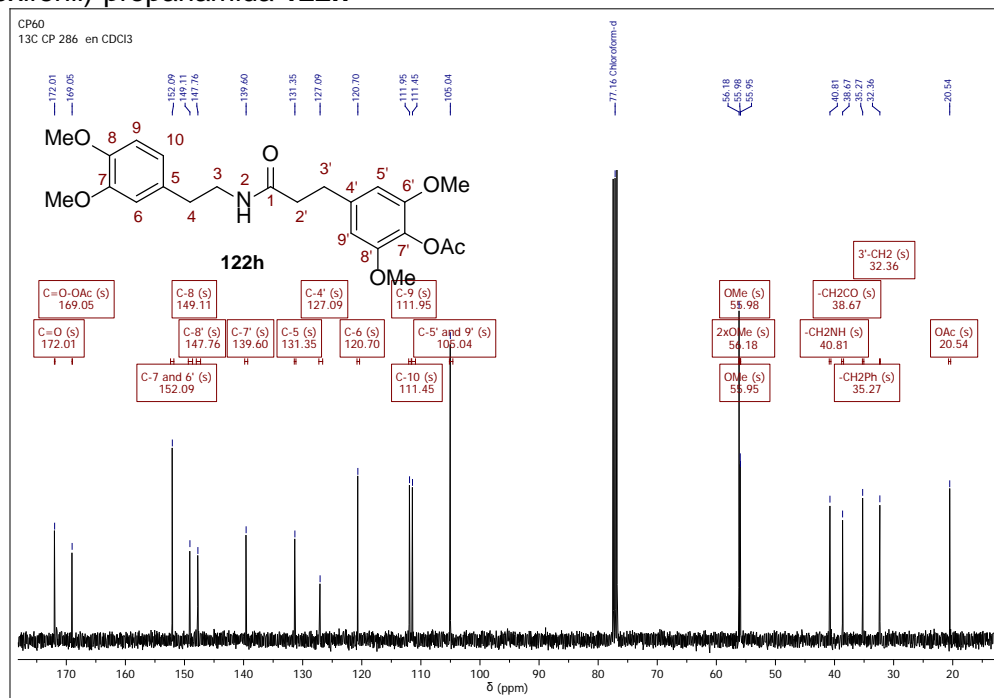 propanamida 122h
CP60
13C CP 286 en CDCl3
172.01
169.05
152.09
149.11
147.76
139.60
131.35
127.09
120.70
111.95
111.45
105.04
77.16 Chloroform-d
56.18
55.98
55.95
40.81
38.67
35.27
32.36
20.54
MeO
MeO
8
9
10
7
6
5
4
3
2
N
H
O
1
2'
3'
4'
5'
6'
7'
8'
9'
OMe
OAc
OMe
122h
3'-CH2 (s)
32.36
C=O-OAc (s)
169.05
C-8 (s)
149.11
C-4' (s)
127.09
C-9 (s)
111.95
OMe (s)
55.98
-CH2CO (s)
38.67
C=O (s)
172.01
C-8' (s)
147.76
C-7' (s)
139.60
C-5 (s)
131.35
C-6 (s)
120.70
C-5' and 9' (s)
105.04
2xOMe (s)
56.18
-CH2NH (s)
40.81
OAc (s)
20.54
C-7 and 6' (s)
152.09
C-10 (s)
111.45
OMe (s)
55.95
-CH2Ph (s)
35.27
170 160 150 140 130 120 110 100 90 80 70 60 50 40 30 20
δ (ppm)